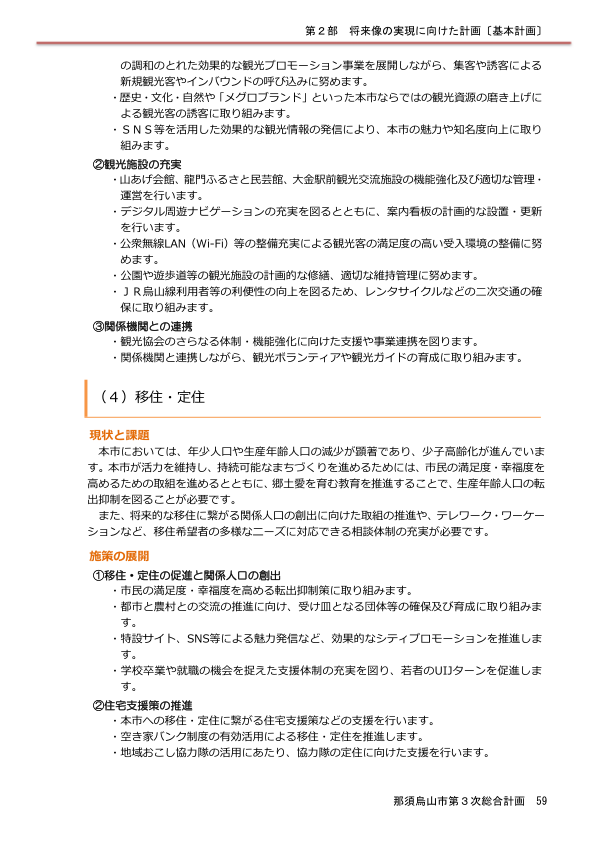 第２部　将来像の実現に向けた計画〔基本計画〕
の調和のとれた効果的な観光プロモーション事業を展開しながら、集客や誘客による
新規観光客やインバウンドの呼び込みに努めます。
・歴史・文化・自然や「メグロブランド」といった本市ならではの観光資源の磨き上げに
よる観光客の誘客に取り組みます。
・ＳＮＳ等を活用した効果的な観光情報の発信により、本市の魅力や知名度向上に取り
組みます。
②観光施設の充実
・山あげ会館、龍門ふるさと民芸館、大金駅前観光交流施設の機能強化及び適切な管理・
運営を行います。
・デジタル周遊ナビゲーションの充実を図るとともに、案内看板の計画的な設置・更新
を行います。
・公衆無線LAN（Wi-Fi）等の整備充実による観光客の満足度の高い受入環境の整備に努
めます。
・公園や遊歩道等の観光施設の計画的な修繕、適切な維持管理に努めます。
・ＪＲ烏山線利用者等の利便性の向上を図るため、レンタサイクルなどの二次交通の確
保に取り組みます。
③関係機関との連携
・観光協会のさらなる体制・機能強化に向けた支援や事業連携を図ります。
・関係機関と連携しながら、観光ボランティアや観光ガイドの育成に取り組みます。
（４）移住・定住
現状と課題
本市においては、年少人口や生産年齢人口の減少が顕著であり、少子高齢化が進んでいま
す。本市が活力を維持し、持続可能なまちづくりを進めるためには、市民の満足度・幸福度を
高めるための取組を進めるとともに、郷土愛を育む教育を推進することで、生産年齢人口の転
出抑制を図ることが必要です。
また、将来的な移住に繋がる関係人口の創出に向けた取組の推進や、テレワーク・ワーケー
ションなど、移住希望者の多様なニーズに対応できる相談体制の充実が必要です。
施策の展開
①移住・定住の促進と関係人口の創出
・市民の満足度・幸福度を高める転出抑制策に取り組みます。
・都市と農村との交流の推進に向け、受け皿となる団体等の確保及び育成に取り組みま
す。
・特設サイト、SNS等による魅力発信など、効果的なシティプロモーションを推進しま
す。
・学校卒業や就職の機会を捉えた支援体制の充実を図り、若者のUIJターンを促進しま
す。
②住宅支援策の推進
・本市への移住・定住に繋がる住宅支援策などの支援を行います。
・空き家バンク制度の有効活用による移住・定住を推進します。
・地域おこし協力隊の活用にあたり、協力隊の定住に向けた支援を行います。
那須烏山市第３次総合計画　59